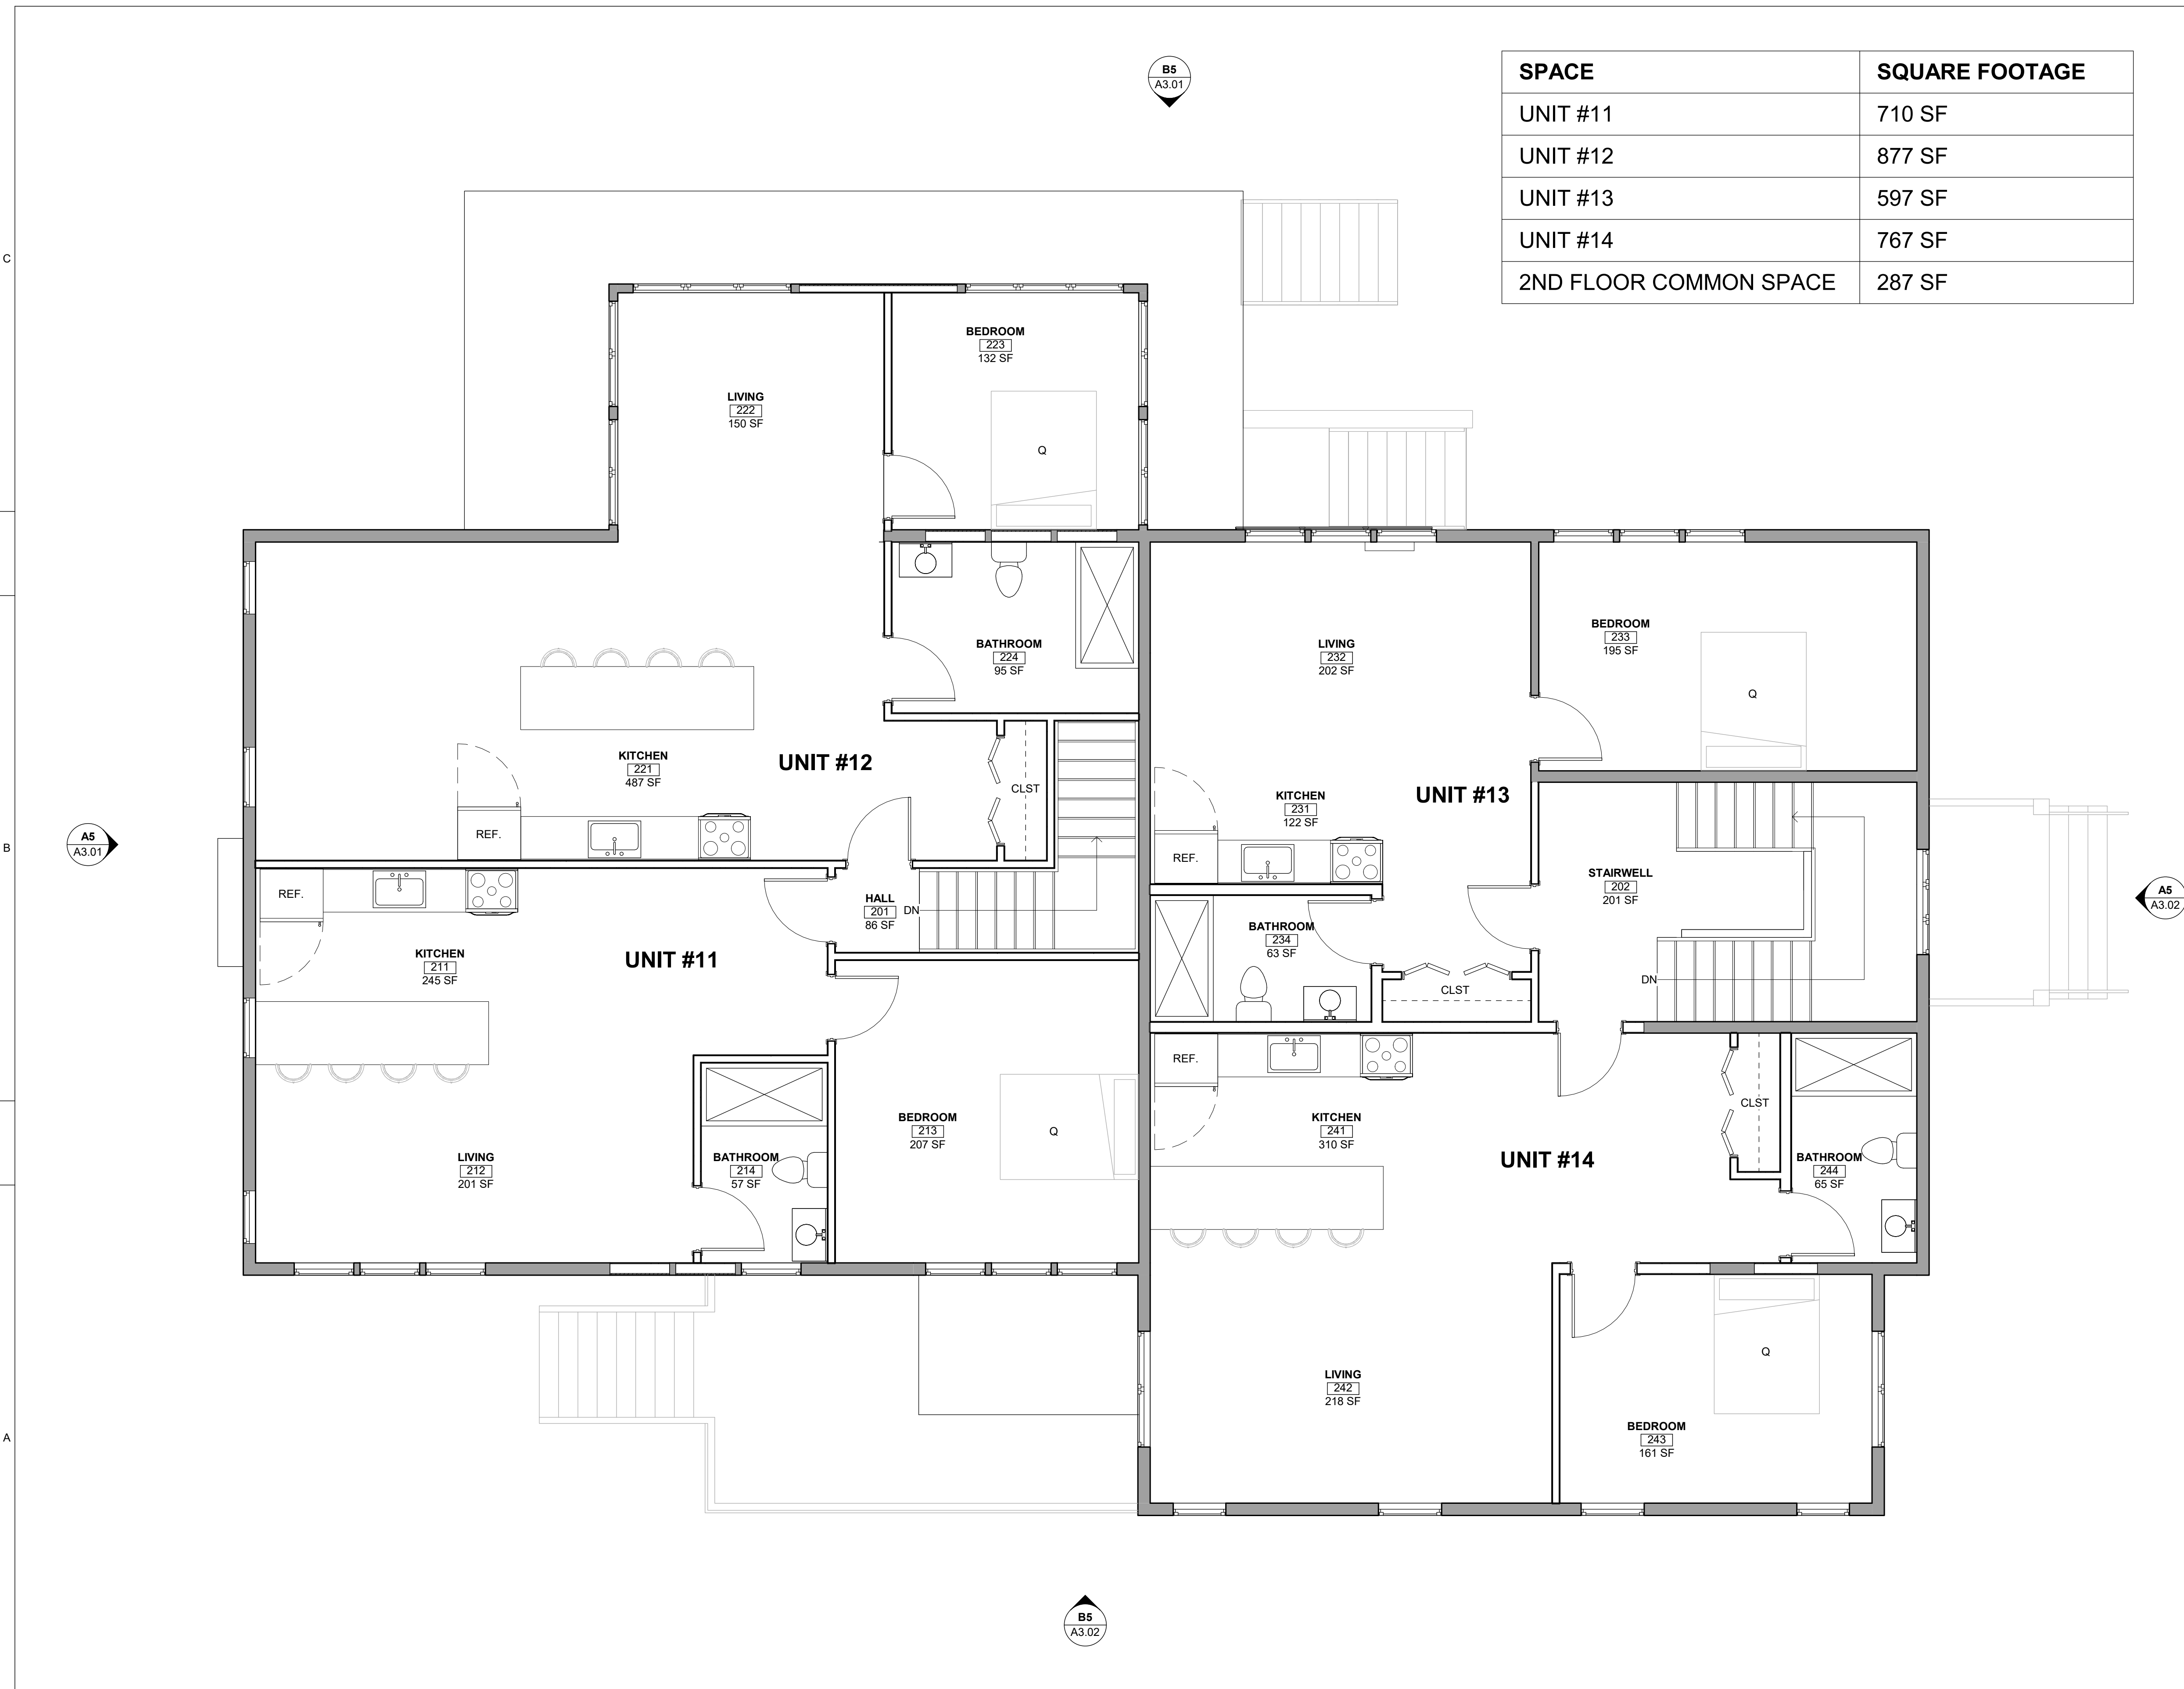 B5
A3.01
SPACE SQUARE FOOTAGE
UNIT #11 710 SF
UNIT #12 877 SF
UNIT #13 597 SF
UNIT #14 767 SF
2ND FLOOR COMMON SPACE 287 SF
C
BEDROOM
223
132 SF
LIVING
222
150 SF
Q
BATHROOM
224
95 SF
LIVING
232
202 SF
BEDROOM
233
195 SF
Q
KITCHEN
221
487 SF
UNIT #12
CLST
REF.
KITCHEN
231
122 SF
UNIT #13
REF.
B
A5
A3.01
REF.
HALL
201
86 SF
DN
STAIRWELL
202
201 SF
A5
A3.02
KITCHEN
211
245 SF
UNIT #11
BATHROOM
234
63 SF
CLST
DN
REF.
KITCHEN
241
310 SF
CLST
BEDROOM
213
207 SF
Q
LIVING
212
201 SF
BATHROOM
214
57 SF
UNIT #14
BATHROOM
244
65 SF
LIVING
242
218 SF
Q
BEDROOM
243
161 SF
A
B5
A3.02